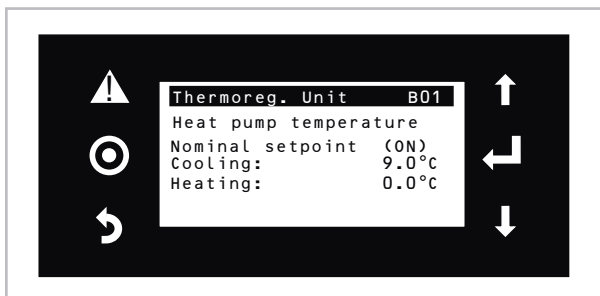 Thermoreg. Unit B01
Heat pump temperature
Nominal setpoint (ON)
Cooling: 9.0°C
Heating: 0.0°C